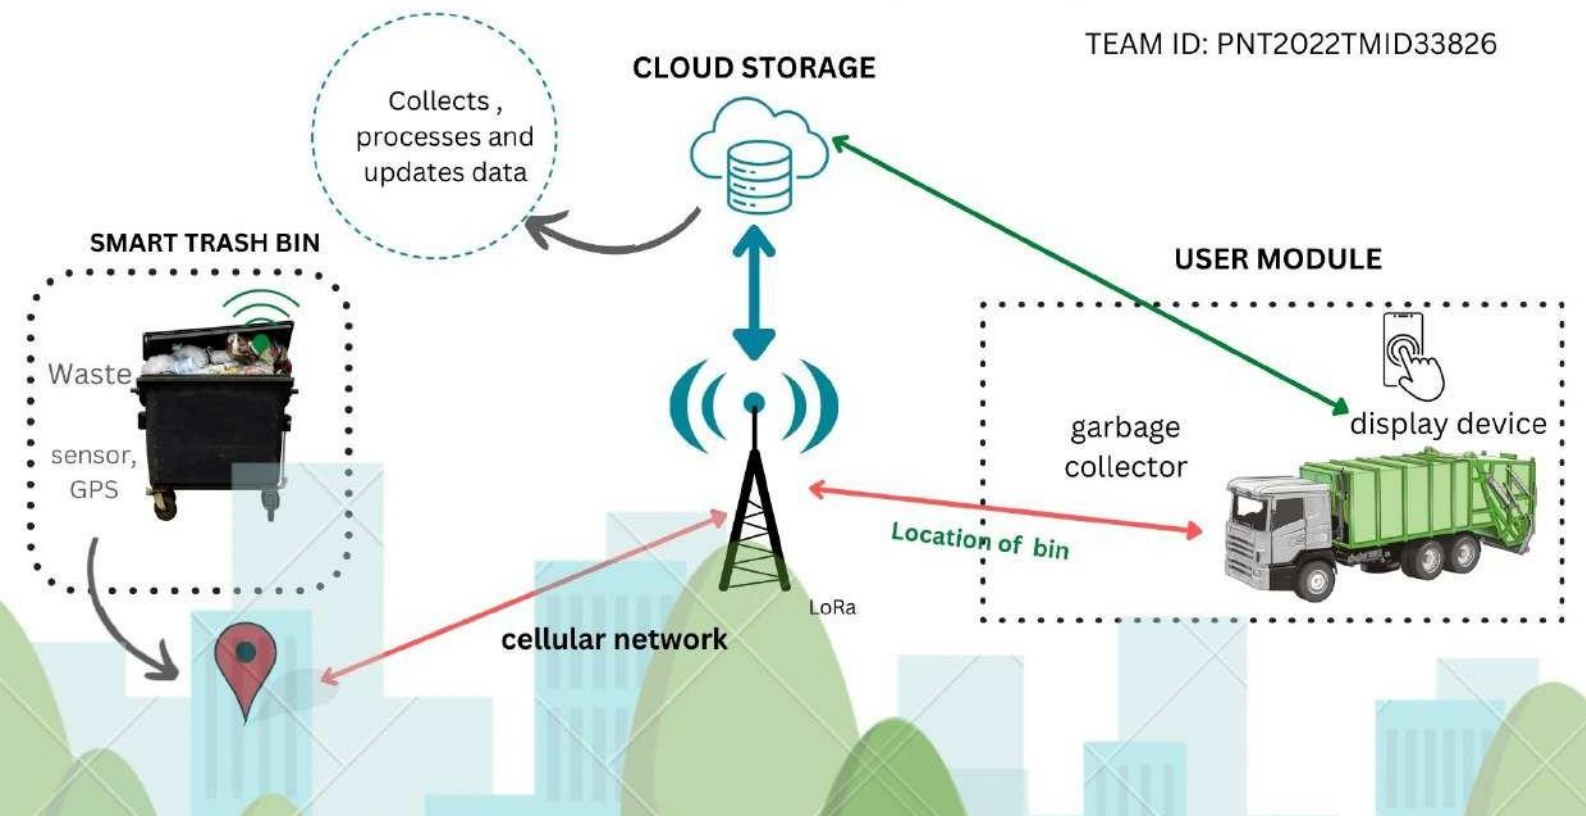 TEAM ID: PNT2022TMID33826
CLOUD STORAGE
Collects ,
processes and
updates data
SMART TRASH BIN
Waste
sensor,
GPS
USER MODULE
display device
garbage
collector
Location of bin
LoRa
cellular network